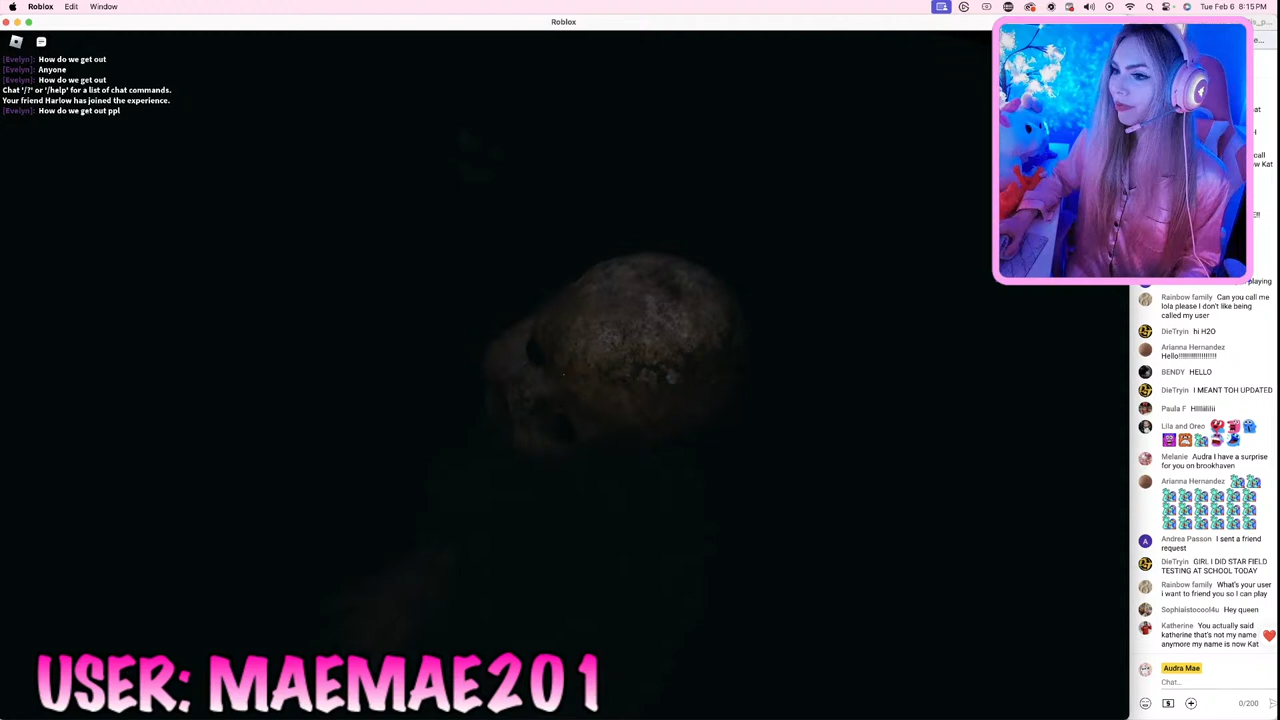 Roblox Edit Window
Tue Feb 6 8:15PM
Roblox
[Evelyn]: How do we get out
[Evelyn]: Anyone
[Evelyn]: How do we get out
Chat '/?' or '/help' for a list of chat commands.
Your friend Harlow has joined the experience.
[Evelyn]: How do we get out ppl
call
Kat
playing
Rainbow family Can you call me
lola please I don't like being
called my user
DieTryin hi H2O
Arianna Hernandez
Hello!!!!!!!!!!!!!!!!!!!
BENDY HELLO
DieTryin I MEANT TOH UPDATED
Paula F HIIIiiiiii
Lila and Oreo
Melanie Audra I have a surprise
for you on brookhaven
Arianna Hernandez
A Andrea Passon I sent a friend
request
DieTryin GIRL I DID STAR FIELD
TESTING AT SCHOOL TODAY
Rainbow family What's your user
i want to friend you so I can play
Sophiaistocool4u Hey queen
Katherine You actually said
katherine that's not my name
anymore my name is now Kat
Audra Mae
Chat...
0/200
USER: MAEMAE201